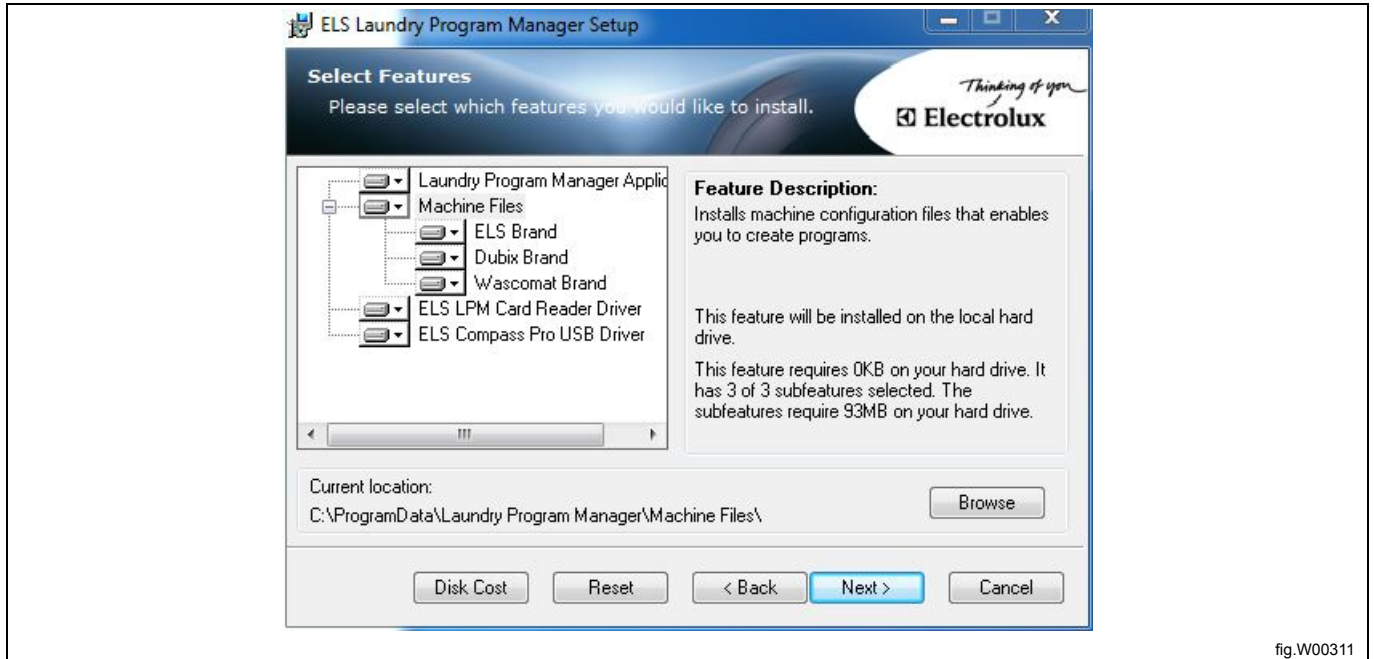 ELS Laundry Program Manager Setup
Select Features
Please select which features you would like to install.
Thinking of you
Electrolux
Laundry Program Manager Applic
Machine Files
ELS Brand
Dubix Brand
Wascomat Brand
ELS LPM Card Reader Driver
ELS Compass Pro USB Driver
Feature Description:
Installs machine configuration files that enables
you to create programs.
This feature will be installed on the local hard
drive.
This feature requires 0KB on your hard drive. It
has 3 of 3 subfeatures selected. The
subfeatures require 93MB on your hard drive.
Current location:
C:\ProgramData\Laundry Program Manager\Machine Files\
Browse
Disk Cost
Reset
< Back
Next >
Cancel
fig.W00311